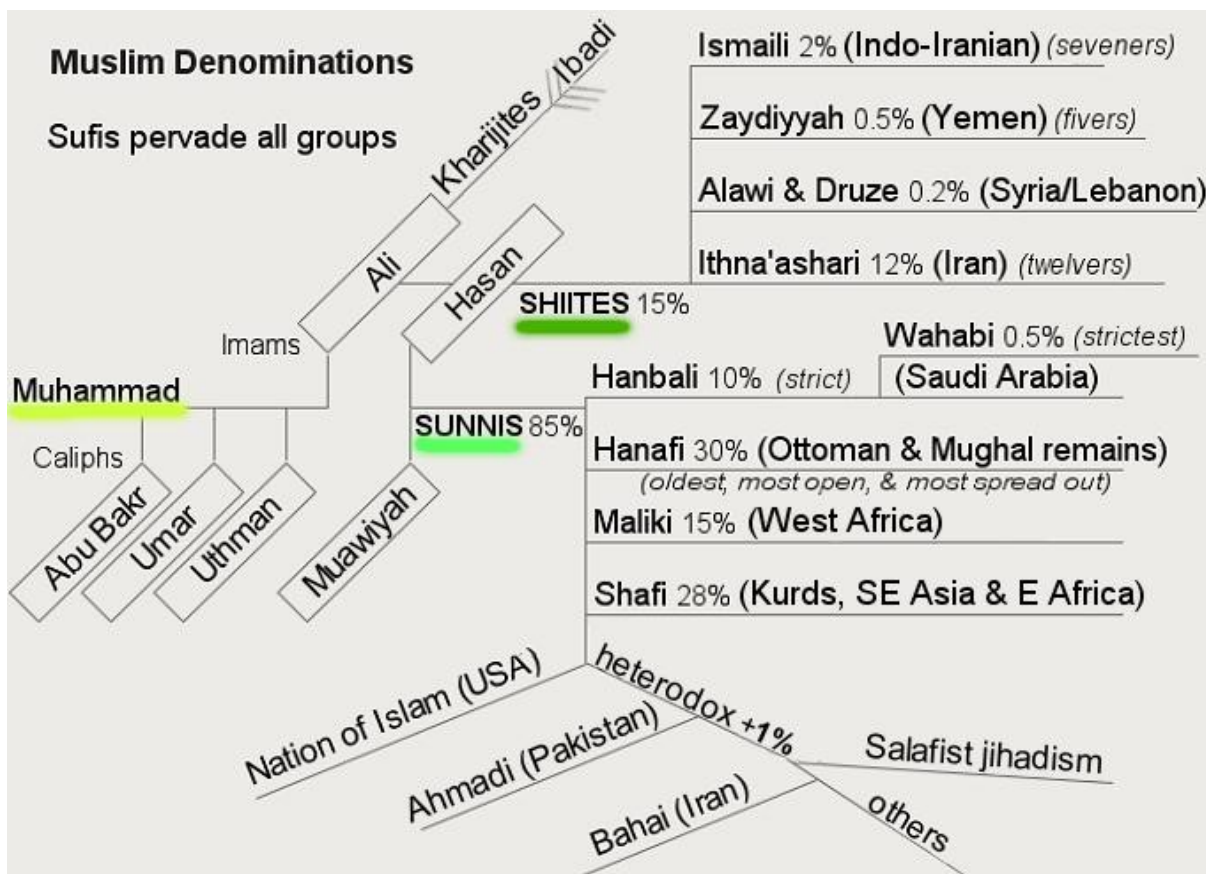 Muslim Denominations
Sufis pervade all groups
Kharijites
Ibadi
Ali
Hasan
Imams
Muhammad
Caliphs
Abu Bakr
Umar
Uthman
Muawiyah
SHIITES 15%
Ismaili 2% (Indo-Iranian) (seveners)
Zaydiyyah 0.5% (Yemen) (fivers)
Alawi & Druze 0.2% (Syria/Lebanon)
Ithna'ashari 12% (Iran) (twelvers)
SUNNIS 85%
Wahabi 0.5% (strictest)
Hanbali 10% (strict)
(Saudi Arabia)
Hanafi 30% (Ottoman & Mughal remains)
(oldest, most open, & most spread out)
Maliki 15% (West Africa)
Shafi 28% (Kurds, SE Asia & E Africa)
heterodox +1%
Nation of Islam (USA)
Ahmadi (Pakistan)
Bahai (Iran)
Salafist jihadism
others